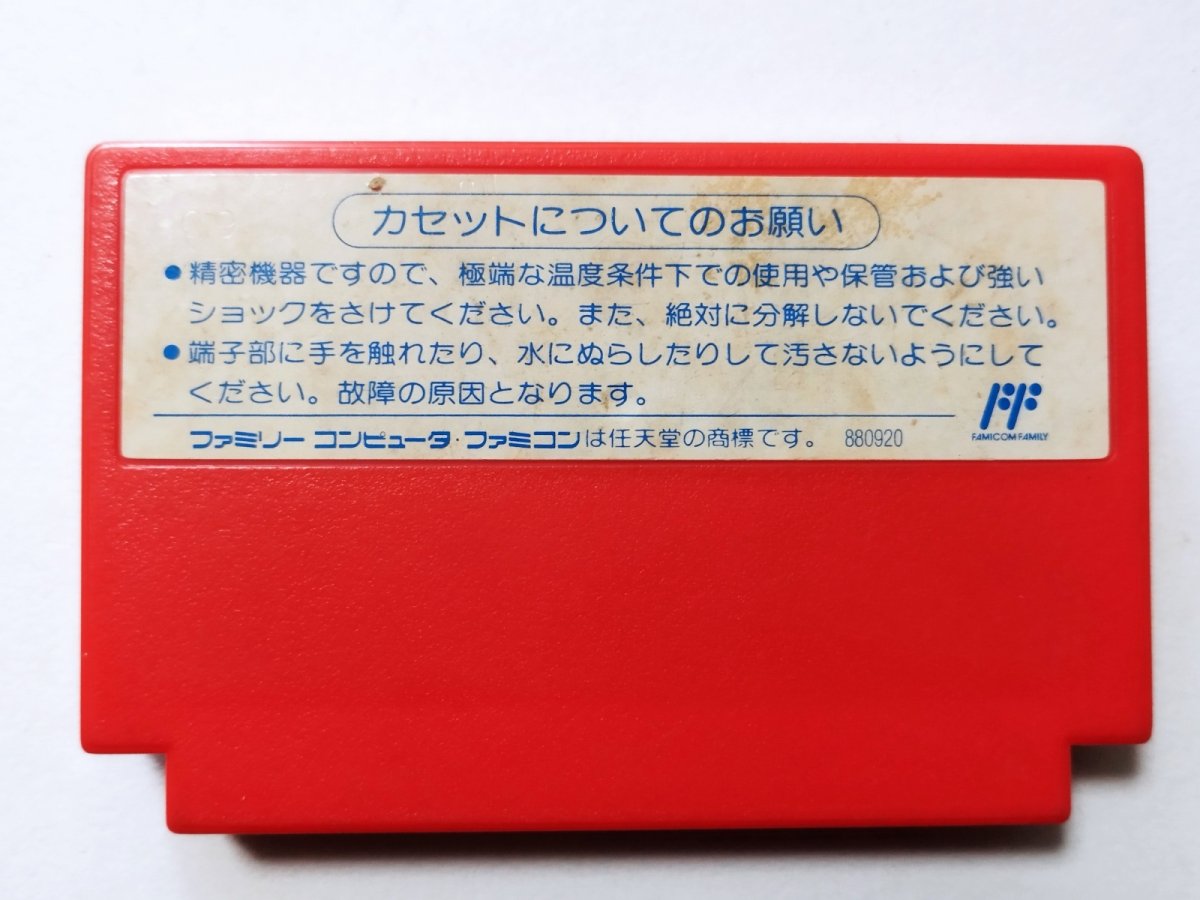 カセットについてのお願い
●精密機器ですので、極端な温度条件下での使用や保管および強い
ショックをさけてください。また、絶対に分解しないでください。
●端子部に手を触れたり、水にぬらしたりして汚さないようにして
ください。故障の原因となります。
FF
FAMICOM FAMILY
ファミリー コンピュータ・ファミコンは任天堂の商標です。 880920